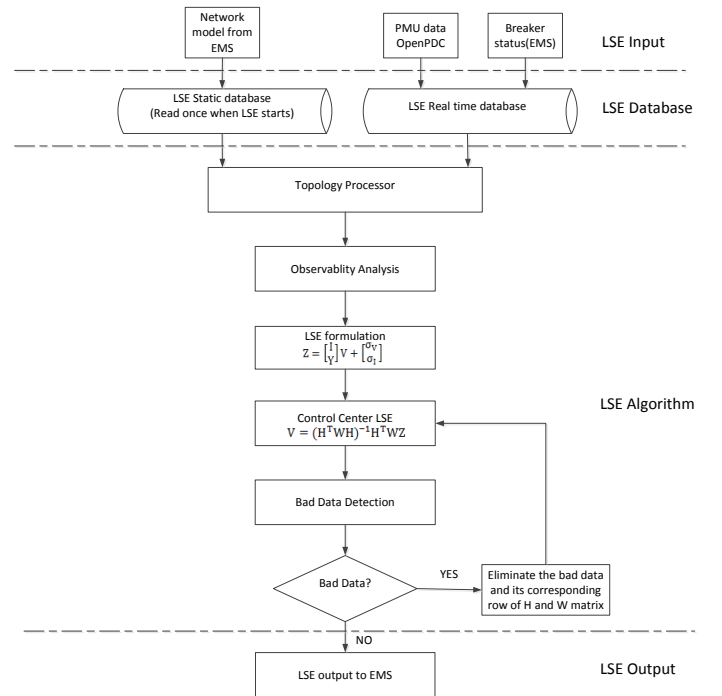 Network
model from
EMS
PMU data
OpenPDC
Breaker
status(EMS)
LSE Input
LSE Static database
(Read once when LSE starts)
LSE Real time database
LSE Database
Topology Processor
Observablity Analysis
LSE formulation
Z = [I Y] V + [σ_V σ_I]
Control Center LSE
V = (HᵀWH)⁻¹HᵀWZ
LSE Algorithm
Bad Data Detection
Bad Data?
YES
Eliminate the bad data
and its corresponding
row of H and W matrix
NO
LSE output to EMS
LSE Output